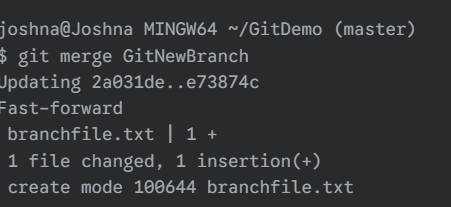 joshna@Joshna MINGW64 ~/GitDemo (master)
$ git merge GitNewBranch
Updating 2a031de..e73874c
Fast-forward
 branchfile.txt | 1 +
 1 file changed, 1 insertion(+)
 create mode 100644 branchfile.txt